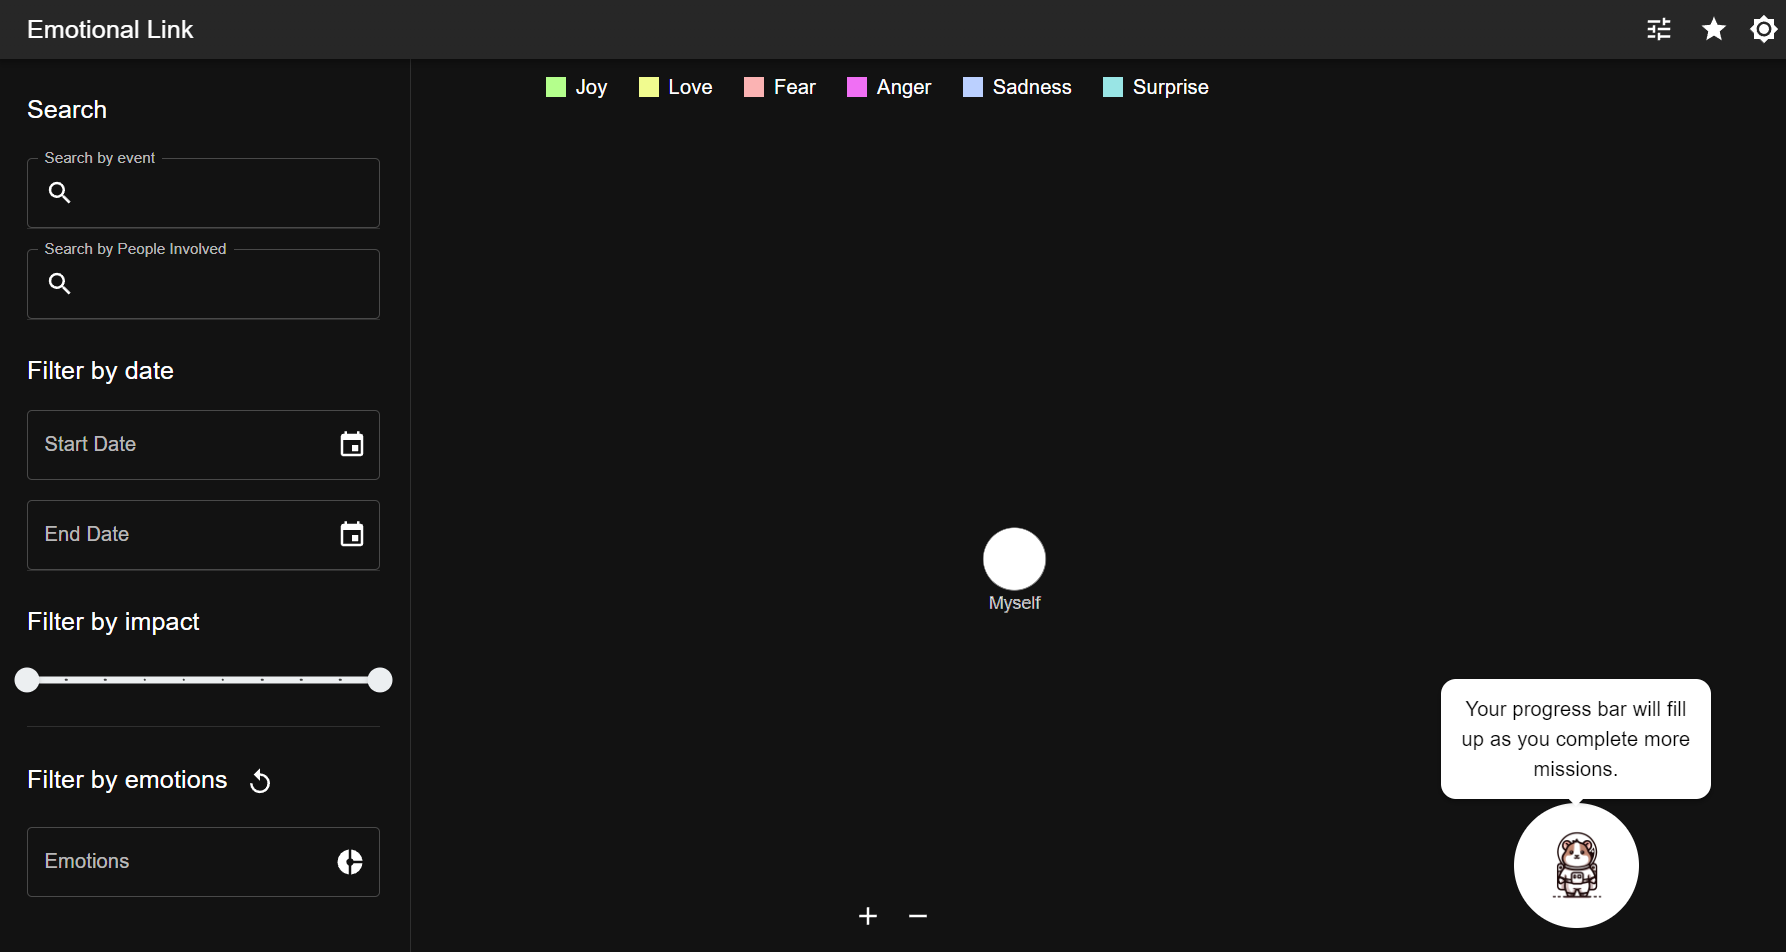 Emotional Link
Joy
Love
Fear
Anger
Sadness
Surprise
Search
Search by event
Search by People Involved
Filter by date
Start Date
End Date
Filter by impact
Filter by emotions
Emotions
Myself
Your progress bar will fill
up as you complete more
missions.